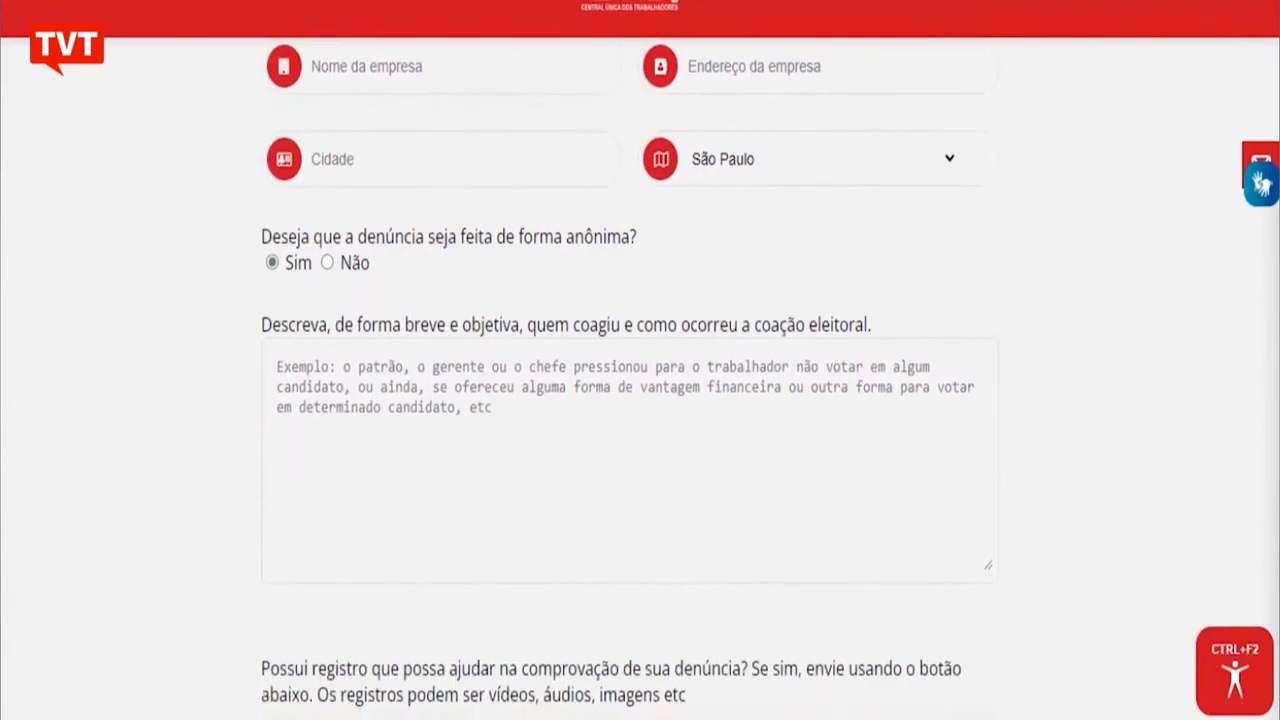 CENTRAL ÚNICA DOS TRABALHADORES
TVT
Nome da empresa
Endereço da empresa
Cidade
São Paulo
Deseja que a denúncia seja feita de forma anônima?
Sim Não
Descreva, de forma breve e objetiva, quem coagiu e como ocorreu a coação eleitoral.
Exemplo: o patrão, o gerente ou o chefe pressionou para o trabalhador não votar em algum
candidato, ou ainda, se ofereceu alguma forma de vantagem financeira ou outra forma para votar
em determinado candidato, etc
CTRL+F2
Possui registro que possa ajudar na comprovação de sua denúncia? Se sim, envie usando o botão
abaixo. Os registros podem ser vídeos, áudios, imagens etc